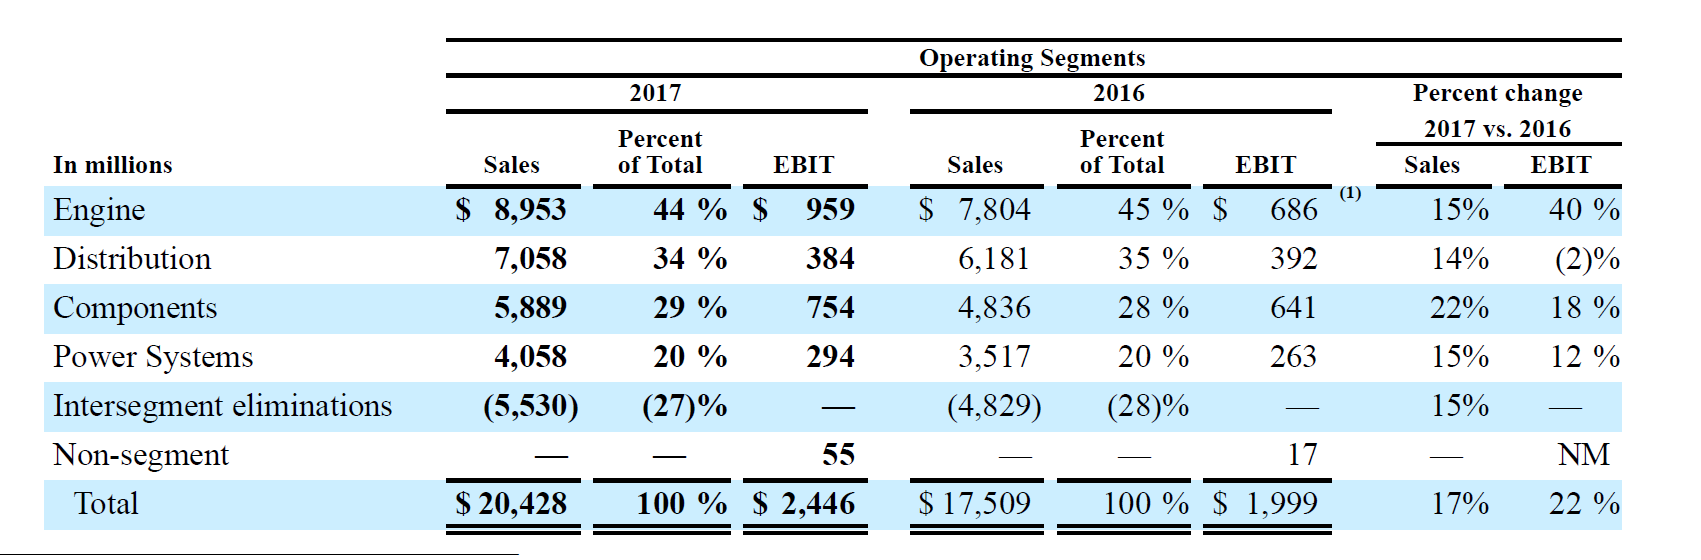 Operating Segments
2017 2016 Percent change
2017 vs. 2016
In millions Sales Percent of Total EBIT Sales Percent of Total EBIT Sales EBIT
Engine $ 8,953 44 % $ 959 $ 7,804 45 % $ 686 (1) 15% 40 %
Distribution 7,058 34 % 384 6,181 35 % 392 14% (2)%
Components 5,889 29 % 754 4,836 28 % 641 22% 18 %
Power Systems 4,058 20 % 294 3,517 20 % 263 15% 12 %
Intersegment eliminations (5,530) (27)% — (4,829) (28)% — 15% —
Non-segment — — 55 — — 17 — NM
Total $ 20,428 100 % $ 2,446 $ 17,509 100 % $ 1,999 17% 22 %